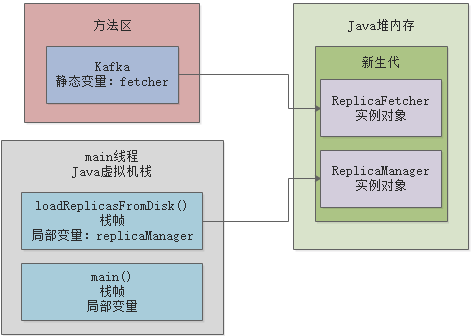 方法区
Kafka
静态变量：fetcher
main线程
Java虚拟机栈
loadReplicasFromDisk()
栈帧
局部变量：replicaManager
main()
栈帧
局部变量
Java堆内存
新生代
ReplicaFetcher
实例对象
ReplicaManager
实例对象